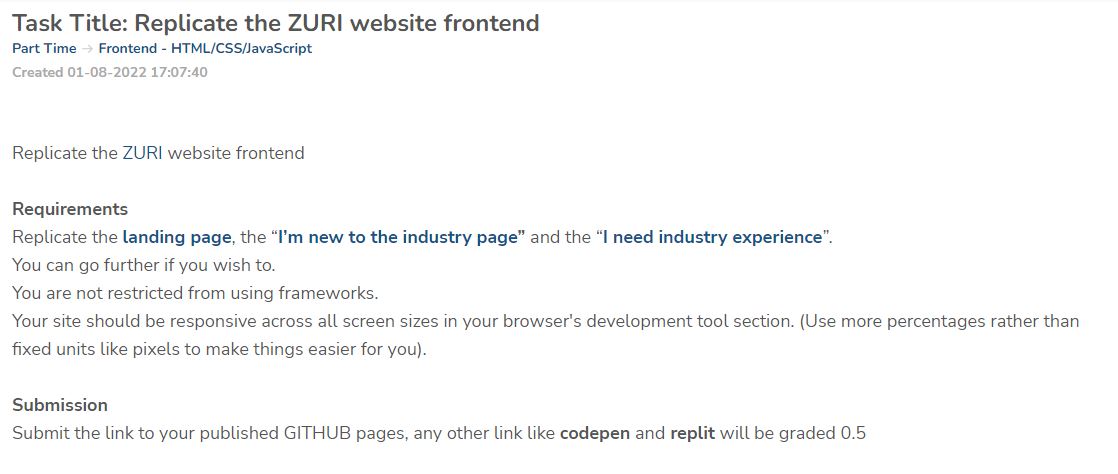 Task Title: Replicate the ZURI website frontend
Part Time → Frontend - HTML/CSS/JavaScript
Created 01-08-2022 17:07:40
Replicate the ZURI website frontend
Requirements
Replicate the landing page, the “I’m new to the industry page” and the “I need industry experience”.
You can go further if you wish to.
You are not restricted from using frameworks.
Your site should be responsive across all screen sizes in your browser's development tool section. (Use more percentages rather than
fixed units like pixels to make things easier for you).
Submission
Submit the link to your published GITHUB pages, any other link like codepen and replit will be graded 0.5